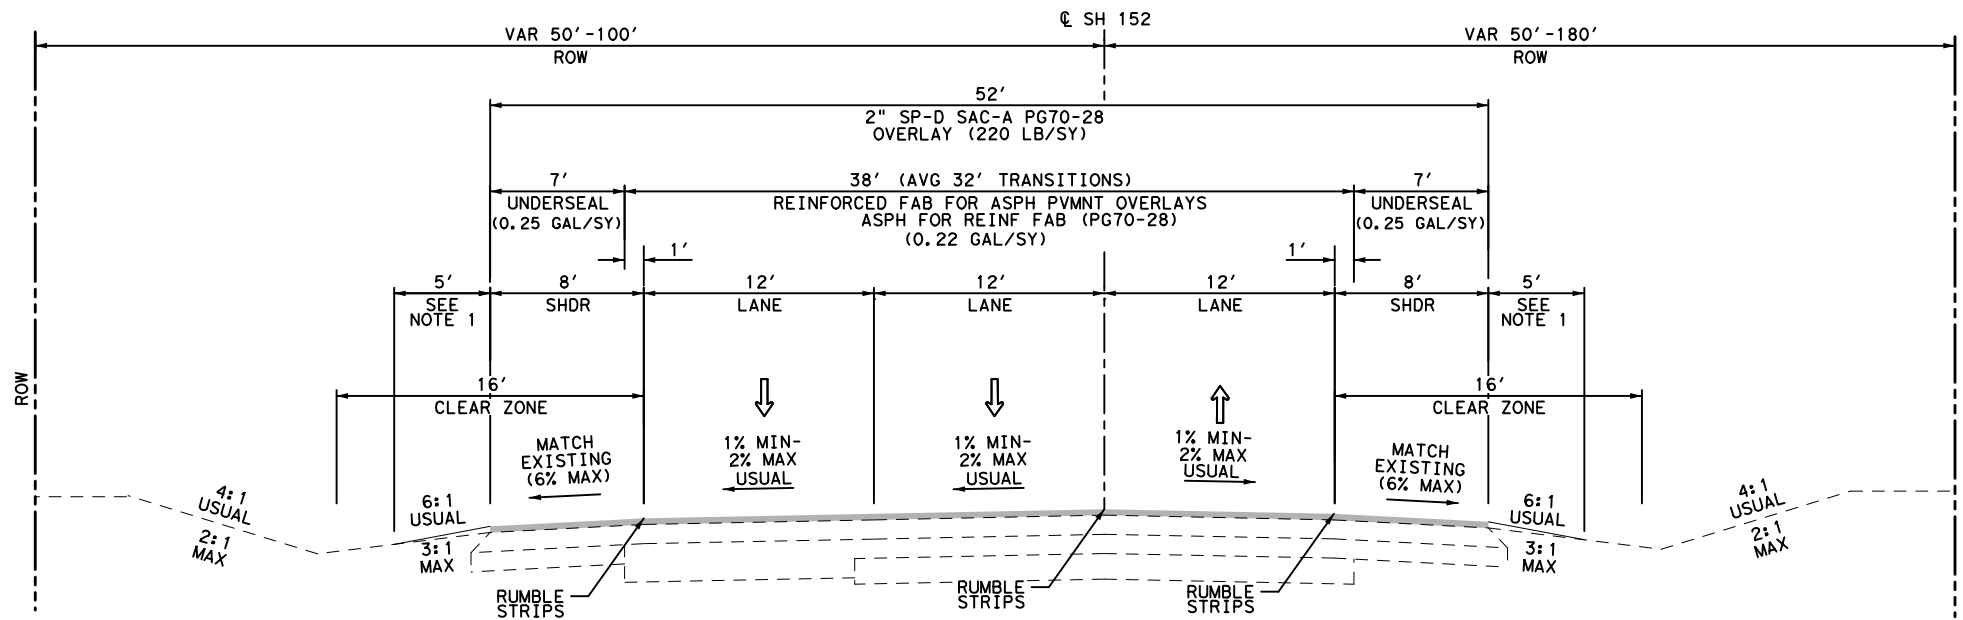 ℄ SH 152
VAR 50'-100'
ROW
VAR 50'-180'
ROW
52'
2" SP-D SAC-A PG70-28
OVERLAY (220 LB/SY)
7'
UNDERSEAL
(0.25 GAL/SY)
38' (AVG 32' TRANSITIONS)
REINFORCED FAB FOR ASPH PVMNT OVERLAYS
ASPH FOR REINF FAB (PG70-28)
(0.22 GAL/SY)
7'
UNDERSEAL
(0.25 GAL/SY)
1'
1'
5'
SEE
NOTE 1
8'
SHDR
12'
LANE
12'
LANE
12'
LANE
8'
SHDR
5'
SEE
NOTE 1
ROW
16'
CLEAR ZONE
16'
CLEAR ZONE
MATCH
EXISTING
(6% MAX)
1% MIN-
2% MAX
USUAL
1% MIN-
2% MAX
USUAL
1% MIN-
2% MAX
USUAL
MATCH
EXISTING
(6% MAX)
4:1
USUAL
2:1
MAX
6:1
USUAL
3:1
MAX
6:1
USUAL
3:1
MAX
4:1
USUAL
2:1
MAX
RUMBLE
STRIPS
RUMBLE
STRIPS
RUMBLE
STRIPS